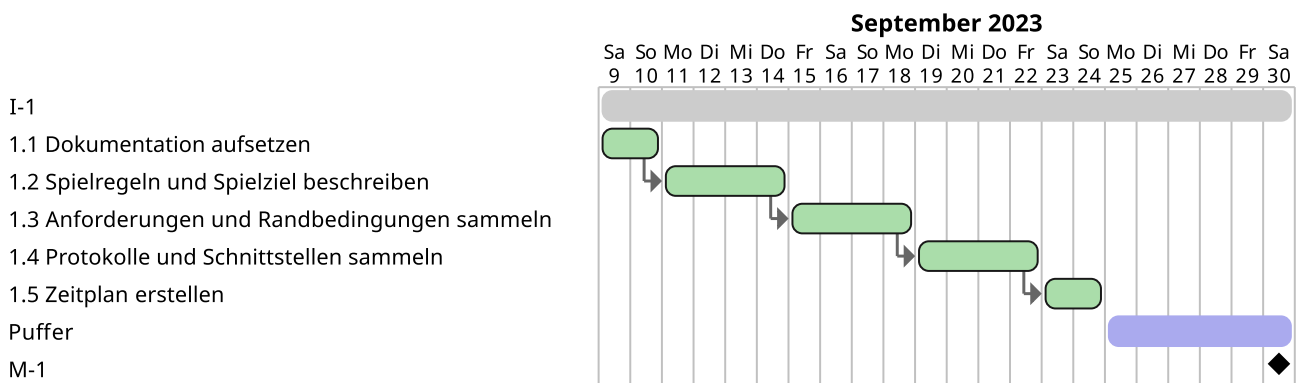 September 2023
Sa So Mo Di Mi Do Fr Sa So Mo Di Mi Do Fr Sa So Mo Di Mi Do Fr Sa
9 10 11 12 13 14 15 16 17 18 19 20 21 22 23 24 25 26 27 28 29 30
I-1
1.1 Dokumentation aufsetzen
1.2 Spielregeln und Spielziel beschreiben
1.3 Anforderungen und Randbedingungen sammeln
1.4 Protokolle und Schnittstellen sammeln
1.5 Zeitplan erstellen
Puffer
M-1